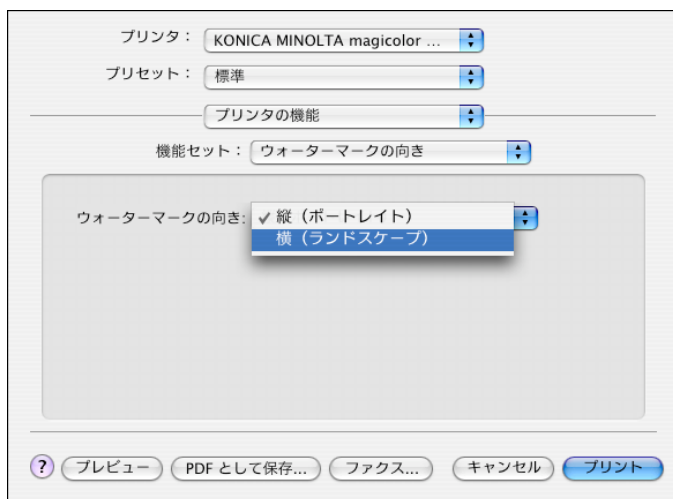 プリンタ： KONICA MINOLTA magicolor ...
プリセット： 標準
プリンタの機能
機能セット： ウォーターマークの向き
ウォーターマークの向き: ✓ 縦（ポートレイト）
横（ランドスケープ）
? プレビュー PDF として保存... ファクス... キャンセル プリント